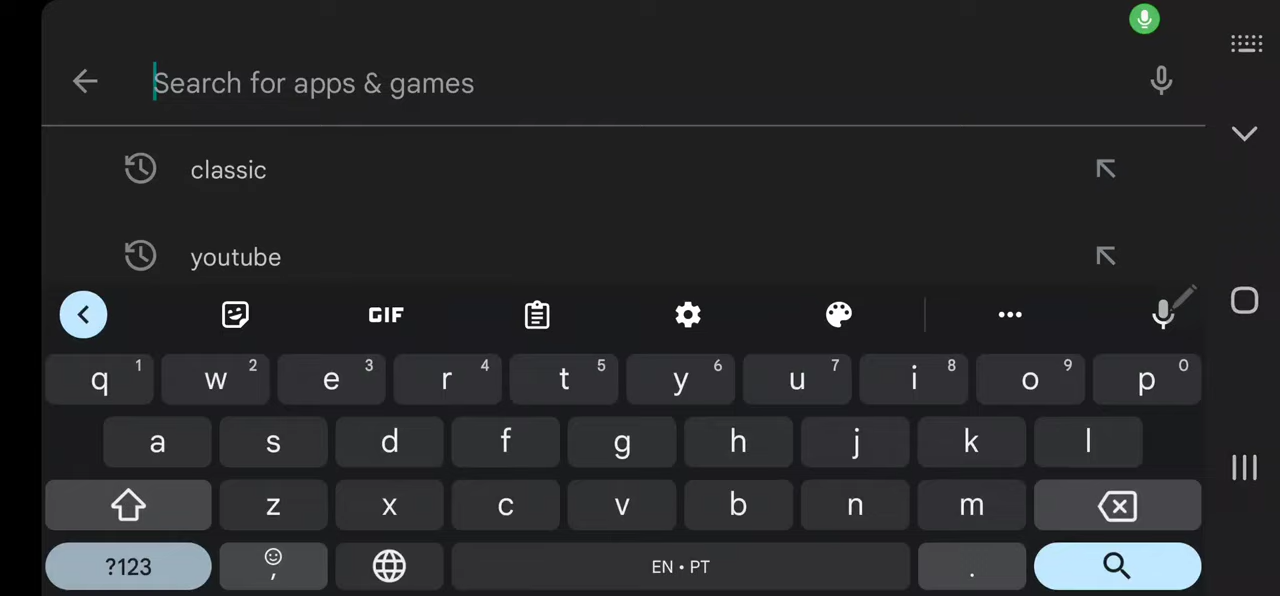 Search for apps & games
classic
youtube
GIF
q 1 w 2 e 3 r 4 t 5 y 6 u 7 i 8 o 9 p 0
a s d f g h j k l
z x c v b n m
?123 , EN • PT .